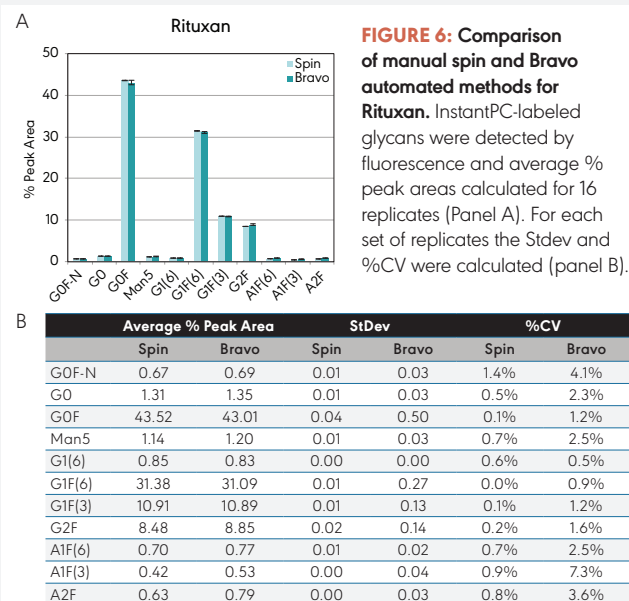 A
Rituxan
Spin
Bravo
% Peak Area
50
40
30
20
10
0
G0F-N
G0
G0F
Man5
G1(6)
G1F(6)
G1F(3)
G2F
A1F(6)
A1F(3)
A2F
FIGURE 6: Comparison
of manual spin and Bravo
automated methods for
Rituxan. InstantPC-labeled
glycans were detected by
fluorescence and average %
peak areas calculated for 16
replicates (Panel A). For each
set of replicates the Stdev and
%CV were calculated (panel B).
B
Average % Peak Area StDev %CV
Spin Bravo Spin Bravo Spin Bravo
G0F-N 0.67 0.69 0.01 0.03 1.4% 4.1%
G0 1.31 1.35 0.01 0.03 0.5% 2.3%
G0F 43.52 43.01 0.04 0.50 0.1% 1.2%
Man5 1.14 1.20 0.01 0.03 0.7% 2.5%
G1(6) 0.85 0.83 0.00 0.00 0.6% 0.5%
G1F(6) 31.38 31.09 0.01 0.27 0.0% 0.9%
G1F(3) 10.91 10.89 0.01 0.13 0.1% 1.2%
G2F 8.48 8.85 0.02 0.14 0.2% 1.6%
A1F(6) 0.70 0.77 0.01 0.02 0.7% 2.5%
A1F(3) 0.42 0.53 0.00 0.04 0.9% 7.3%
A2F 0.63 0.79 0.00 0.03 0.8% 3.6%